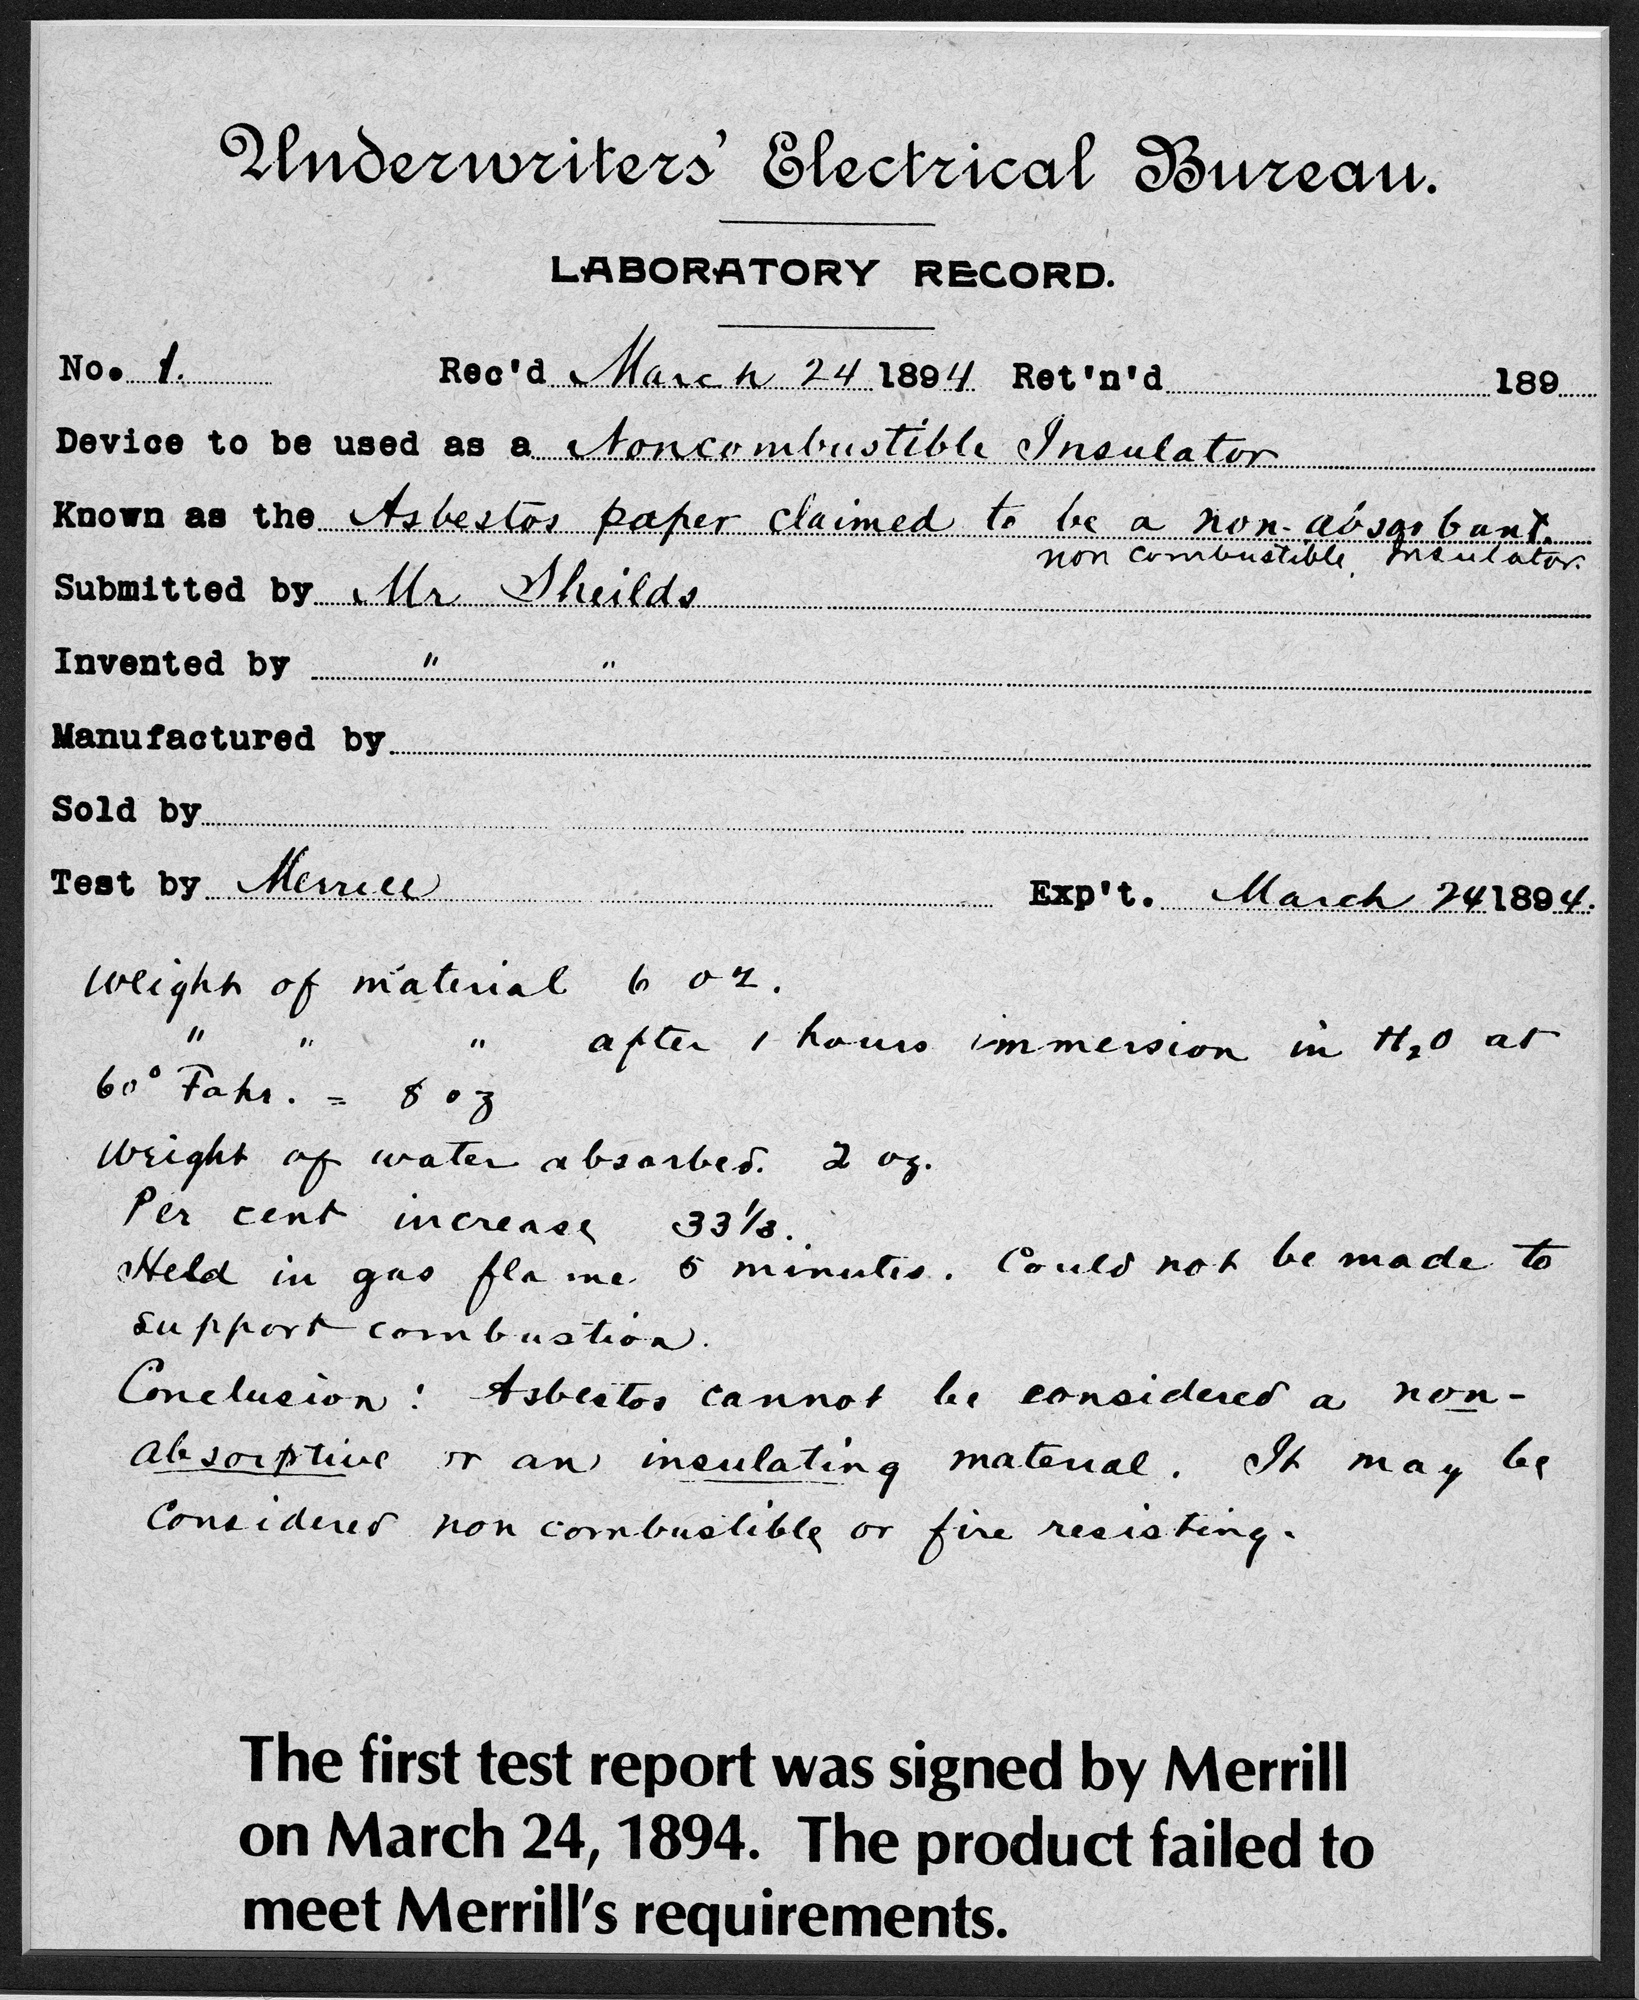 Underwriters' Electrical Bureau.
LABORATORY RECORD.
No. 1. Rec'd March 24 1894 Ret'n'd 189
Device to be used as a Noncombustible Insulator
Known as the Asbestos paper claimed to be a non-absorbant.
non combustible, Insulator.
Submitted by Mr Sheilds
Invented by " "
Manufactured by
Sold by
Test by Merrill Exp't. March 24 1894.
Weight of material 6 oz.
" " " after 1 hours immersion in H₂O at
60° Fahr. = 8 oz
Weight of water absorbed. 2 oz.
Per cent increase 33⅓.
Held in gas flame 5 minutes. Could not be made to
support combustion.
Conclusion: Asbestos cannot be considered a non-
absorptive or an insulating material. It may be
Considered non combustible or fire resisting.
The first test report was signed by Merrill
on March 24, 1894. The product failed to
meet Merrill's requirements.